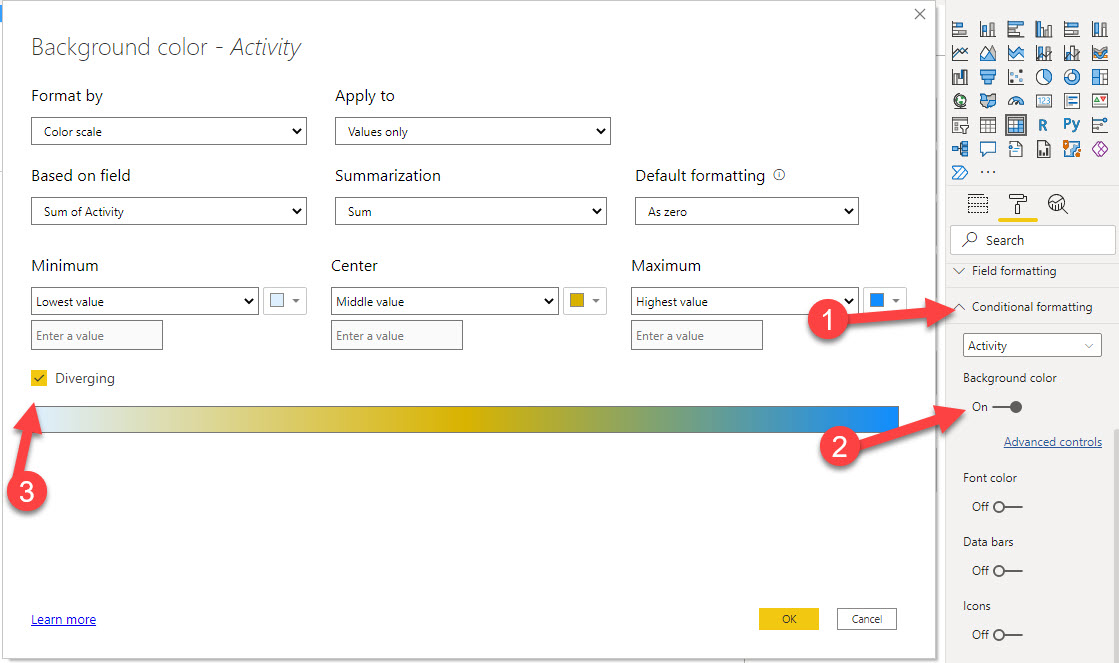 Background color - Activity
Format by
Apply to
Color scale
Values only
Based on field
Summarization
Default formatting
Sum of Activity
Sum
As zero
Minimum
Center
Maximum
Lowest value
Middle value
Highest value
Enter a value
Enter a value
Enter a value
Diverging
3
Learn more
OK
Cancel
123
R
Py
Search
Field formatting
1
Conditional formatting
Activity
Background color
On
2
Advanced controls
Font color
Off
Data bars
Off
Icons
Off